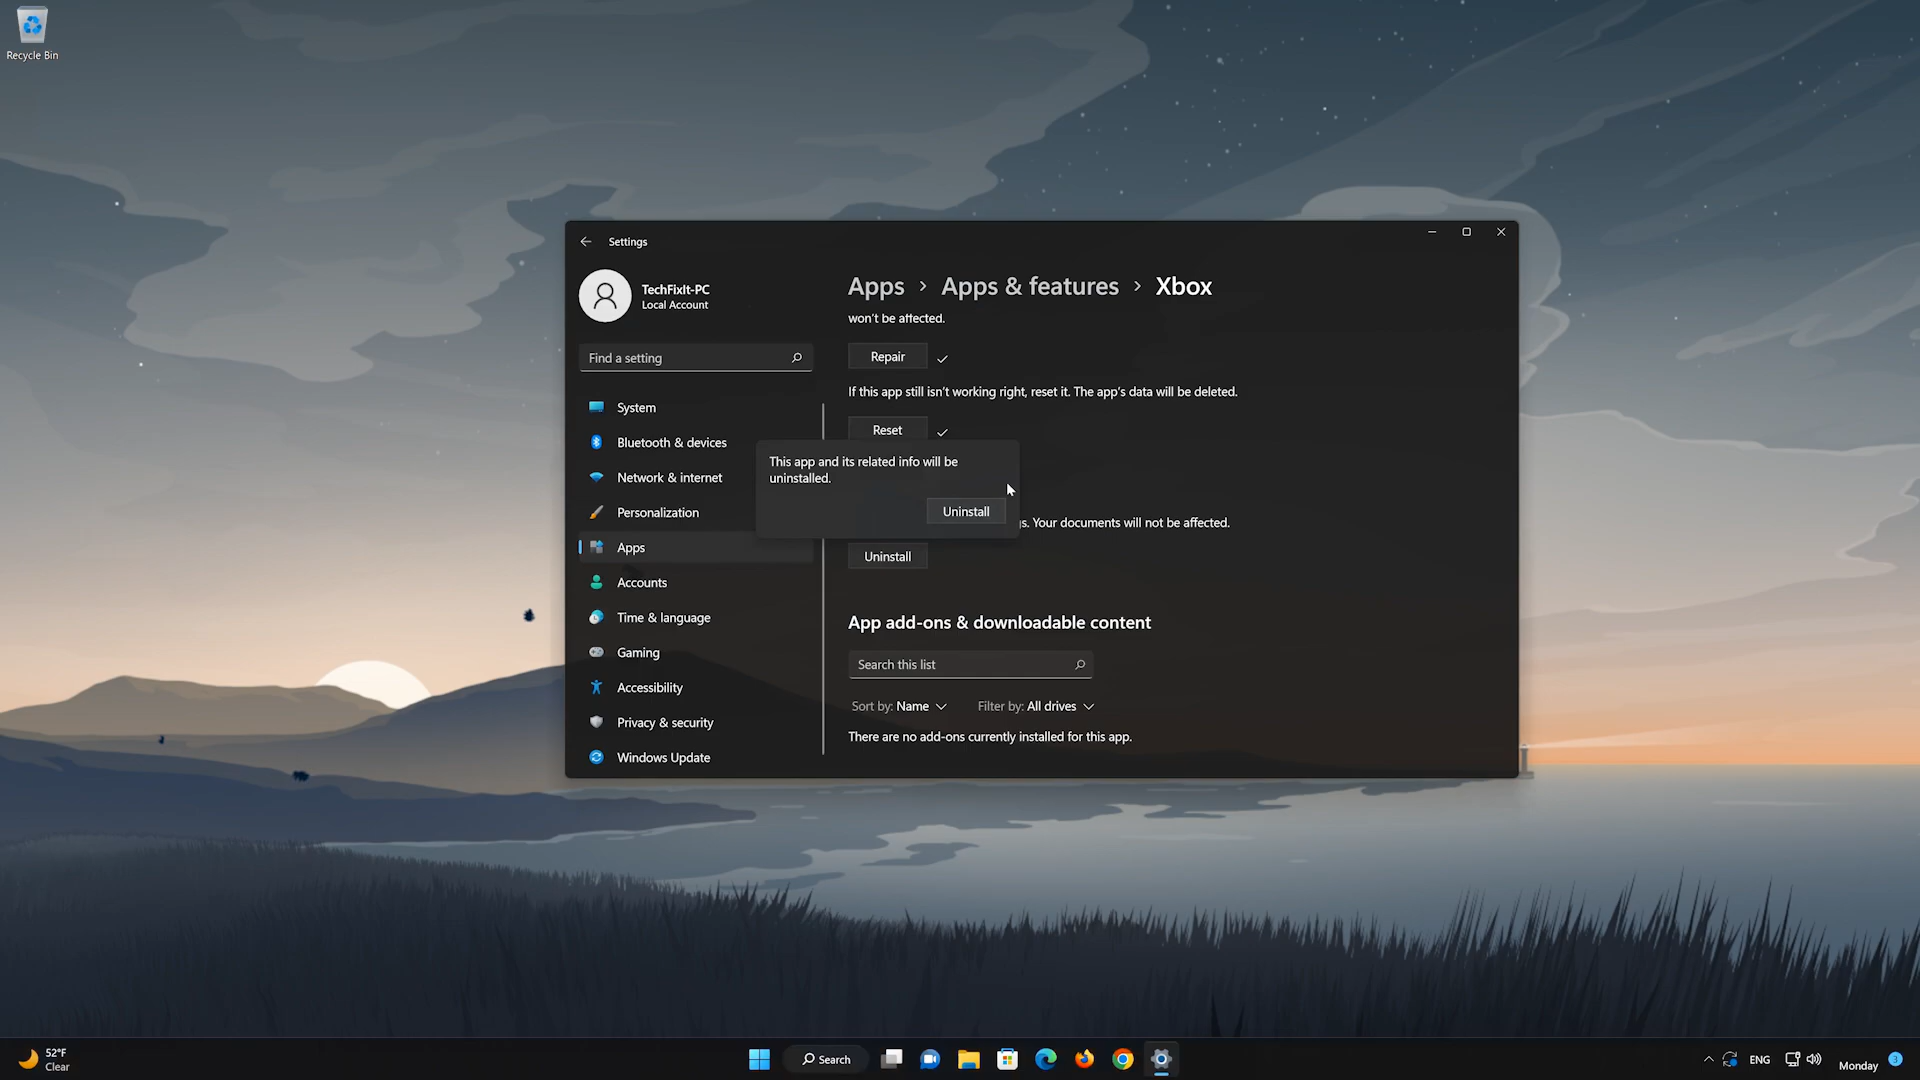 Recycle Bin
Settings
TechFixIt-PC
Local Account
Find a setting
System
Bluetooth & devices
Network & internet
Personalization
Apps
Accounts
Time & language
Gaming
Accessibility
Privacy & security
Windows Update
Apps > Apps & features > Xbox
won't be affected.
Repair
If this app still isn't working right, reset it. The app's data will be deleted.
Reset
This app and its related info will be
uninstalled.
Uninstall
s. Your documents will not be affected.
Uninstall
App add-ons & downloadable content
Search this list
Sort by: Name Filter by: All drives
There are no add-ons currently installed for this app.
52°F
Clear
Search
ENG
Monday
3